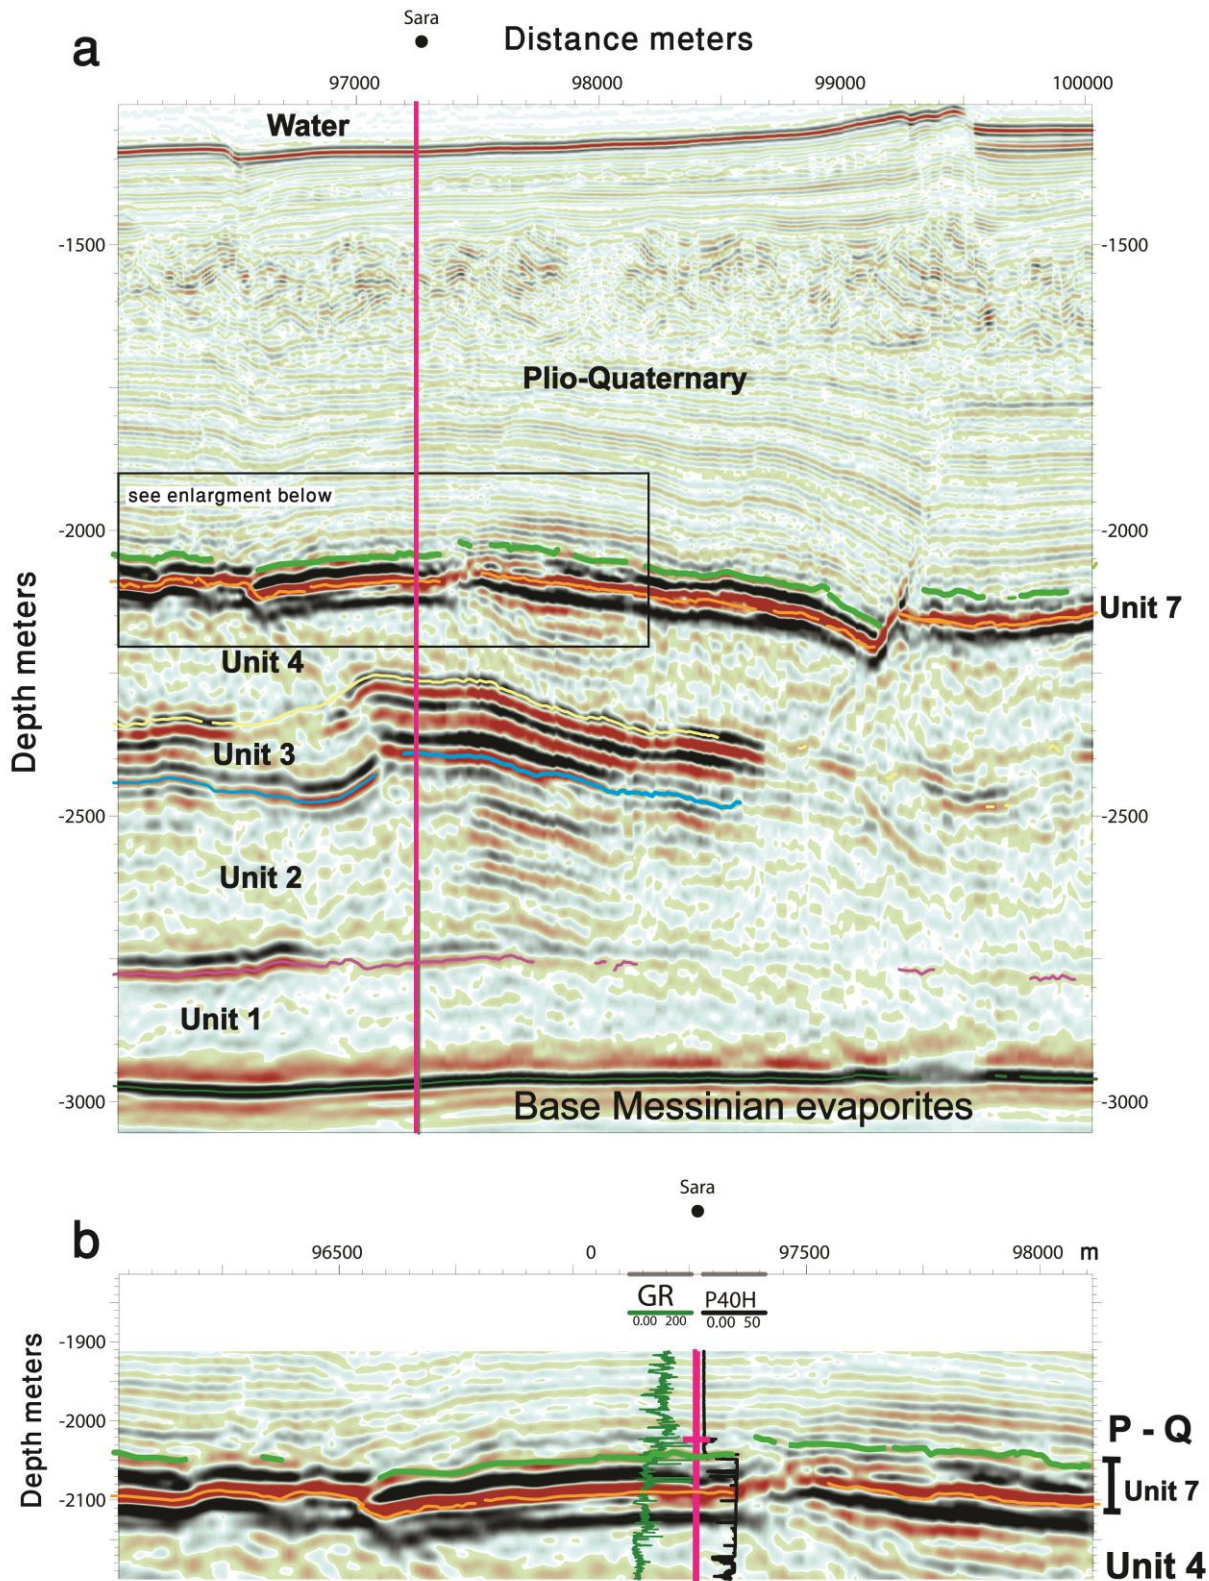 Sara
a
Distance meters
97000 98000 99000 100000
Water
-1500 -1500
Plio-Quaternary
see enlargment below
-2000 -2000
Depth meters
Unit 7
Unit 4
Unit 3
-2500 -2500
Unit 2
Unit 1
-3000 -3000
Base Messinian evaporites
Sara
b
96500 0 97500 98000 m
GR P40H
0.00 200 0.00 50
-1900
Depth meters
-2000
P - Q
Unit 7
-2100
Unit 4